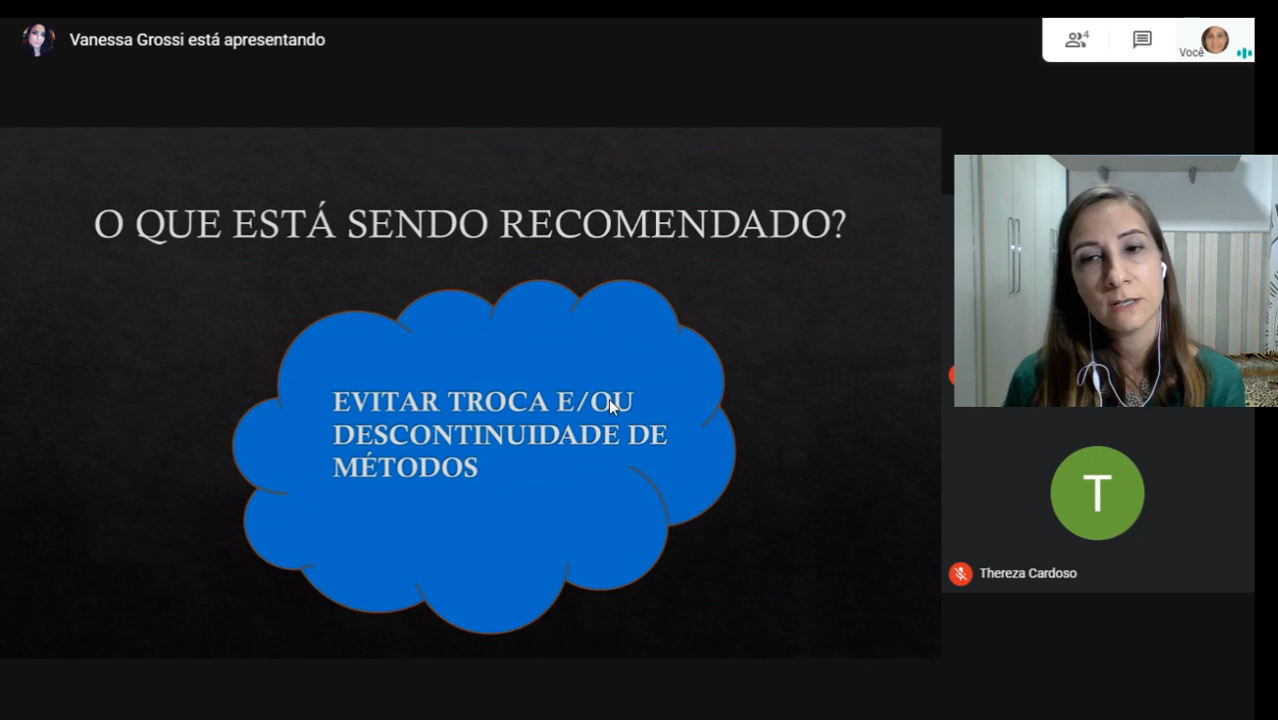 Vanessa Grossi está apresentando
4
Você
O QUE ESTÁ SENDO RECOMENDADO?
EVITAR TROCA E/OU
DESCONTINUIDADE DE
MÉTODOS
T
Thereza Cardoso